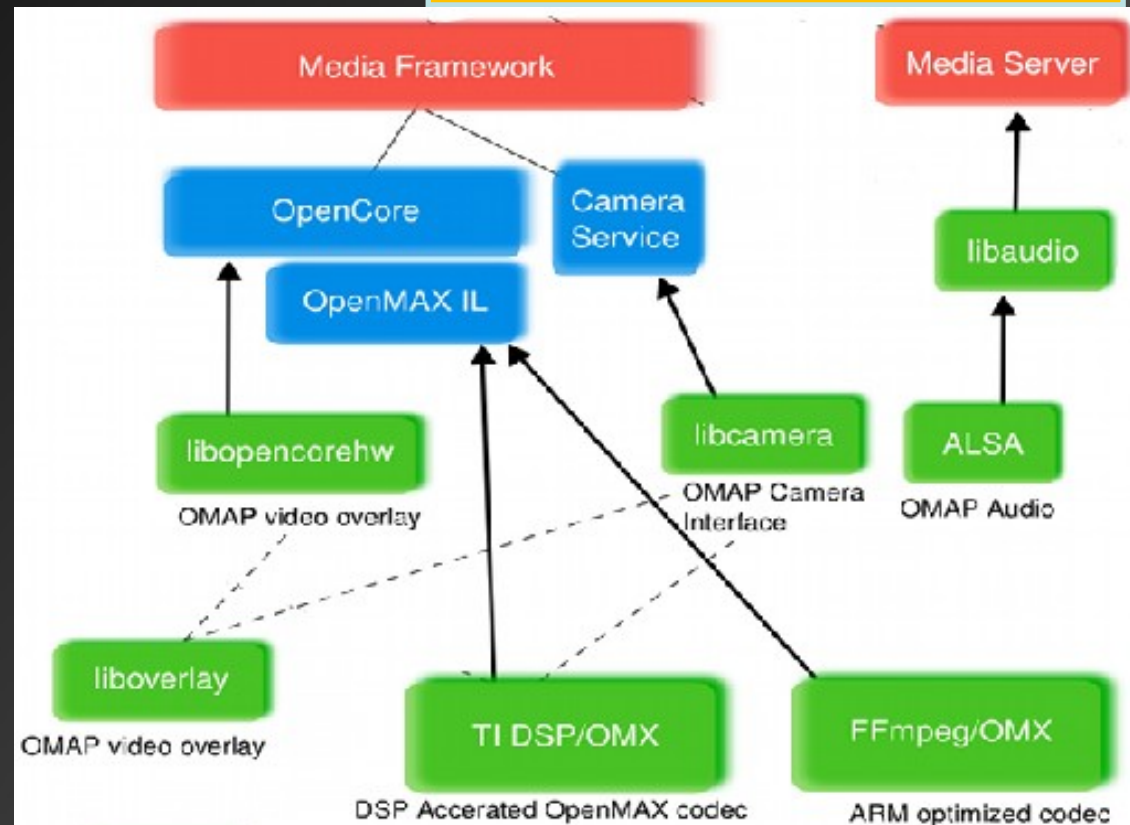 Media Framework
Media Server
OpenCore
Camera
Service
libaudio
OpenMAX IL
libopencorehw
libcamera
ALSA
OMAP video overlay
OMAP Camera
Interface
OMAP Audio
liboverlay
TI DSP/OMX
FFmpeg/OMX
OMAP video overlay
DSP Accerated OpenMAX codec
ARM optimized codec